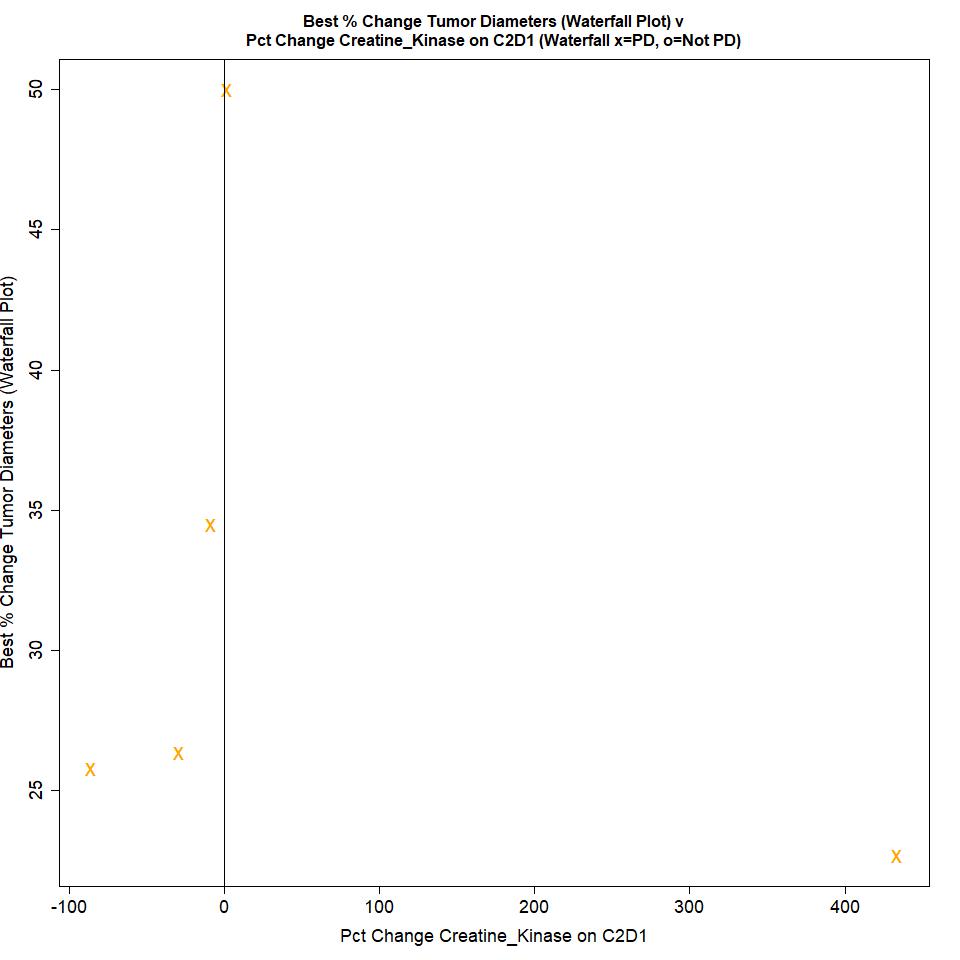 Best % Change Tumor Diameters (Waterfall Plot) v
Pct Change Creatine_Kinase on C2D1 (Waterfall x=PD, o=Not PD)
Best % Change Tumor Diameters (Waterfall Plot)
50
45
40
35
30
25
X
X
X
X
X
-100
0
100
200
300
400
Pct Change Creatine_Kinase on C2D1